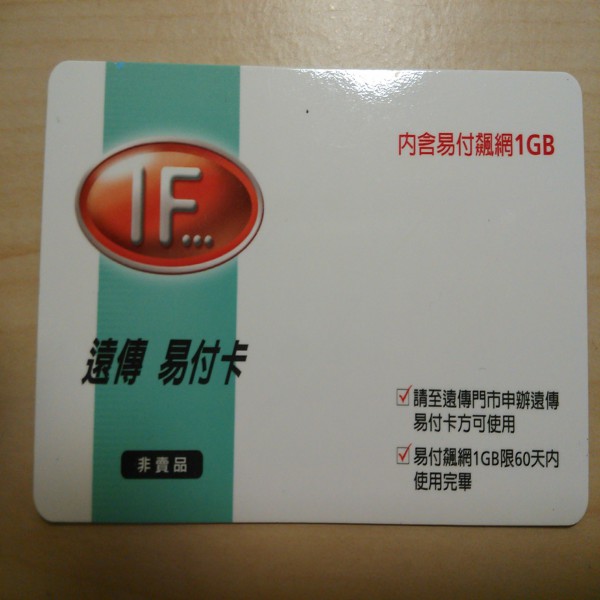 內含易付飆網1GB
IF...
遠傳 易付卡
非賣品
請至遠傳門市申辦遠傳
易付卡方可使用
易付飆網1GB限60天內
使用完畢